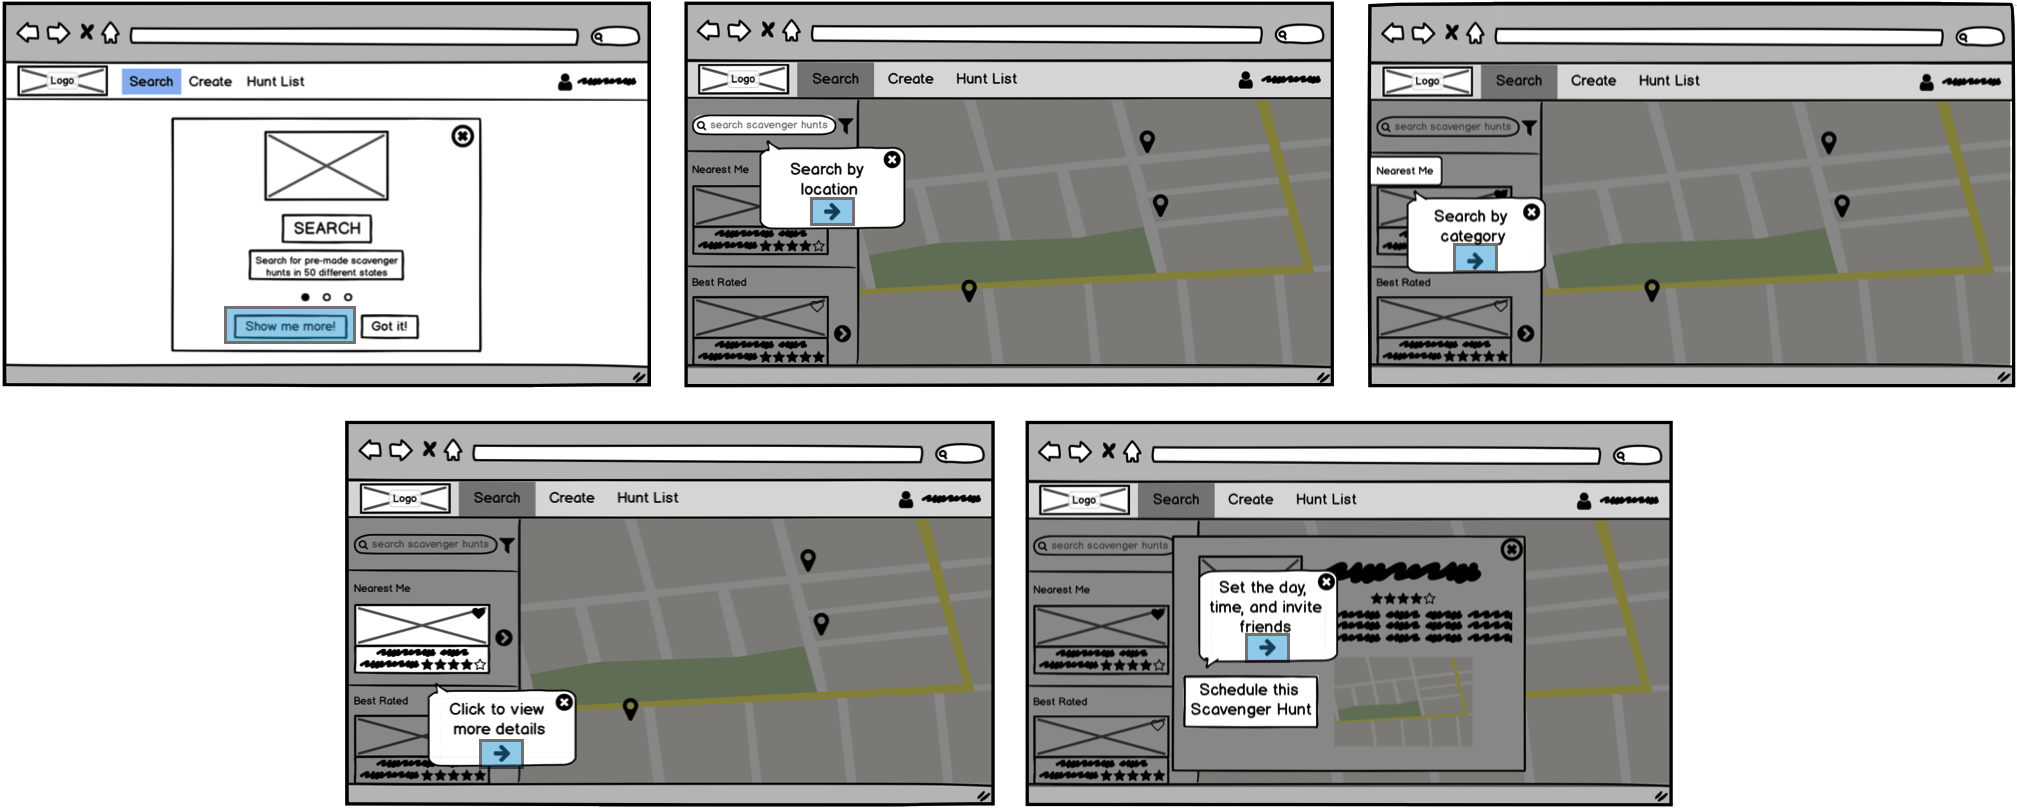 Logo
Search
Create
Hunt List
SEARCH
Search for pre-made scavenger
hunts in 50 different states
Show me more!
Got it!
Logo
Search
Create
Hunt List
search scavenger hunts
Nearest Me
Search by
location
Best Rated
Logo
Search
Create
Hunt List
search scavenger hunts
Nearest Me
Search by
category
Best Rated
Logo
Search
Create
Hunt List
search scavenger hunts
Nearest Me
Best Rated
Click to view
more details
Logo
Search
Create
Hunt List
search scavenger hunts
Nearest Me
Best Rated
Set the day,
time, and invite
friends
Schedule this
Scavenger Hunt